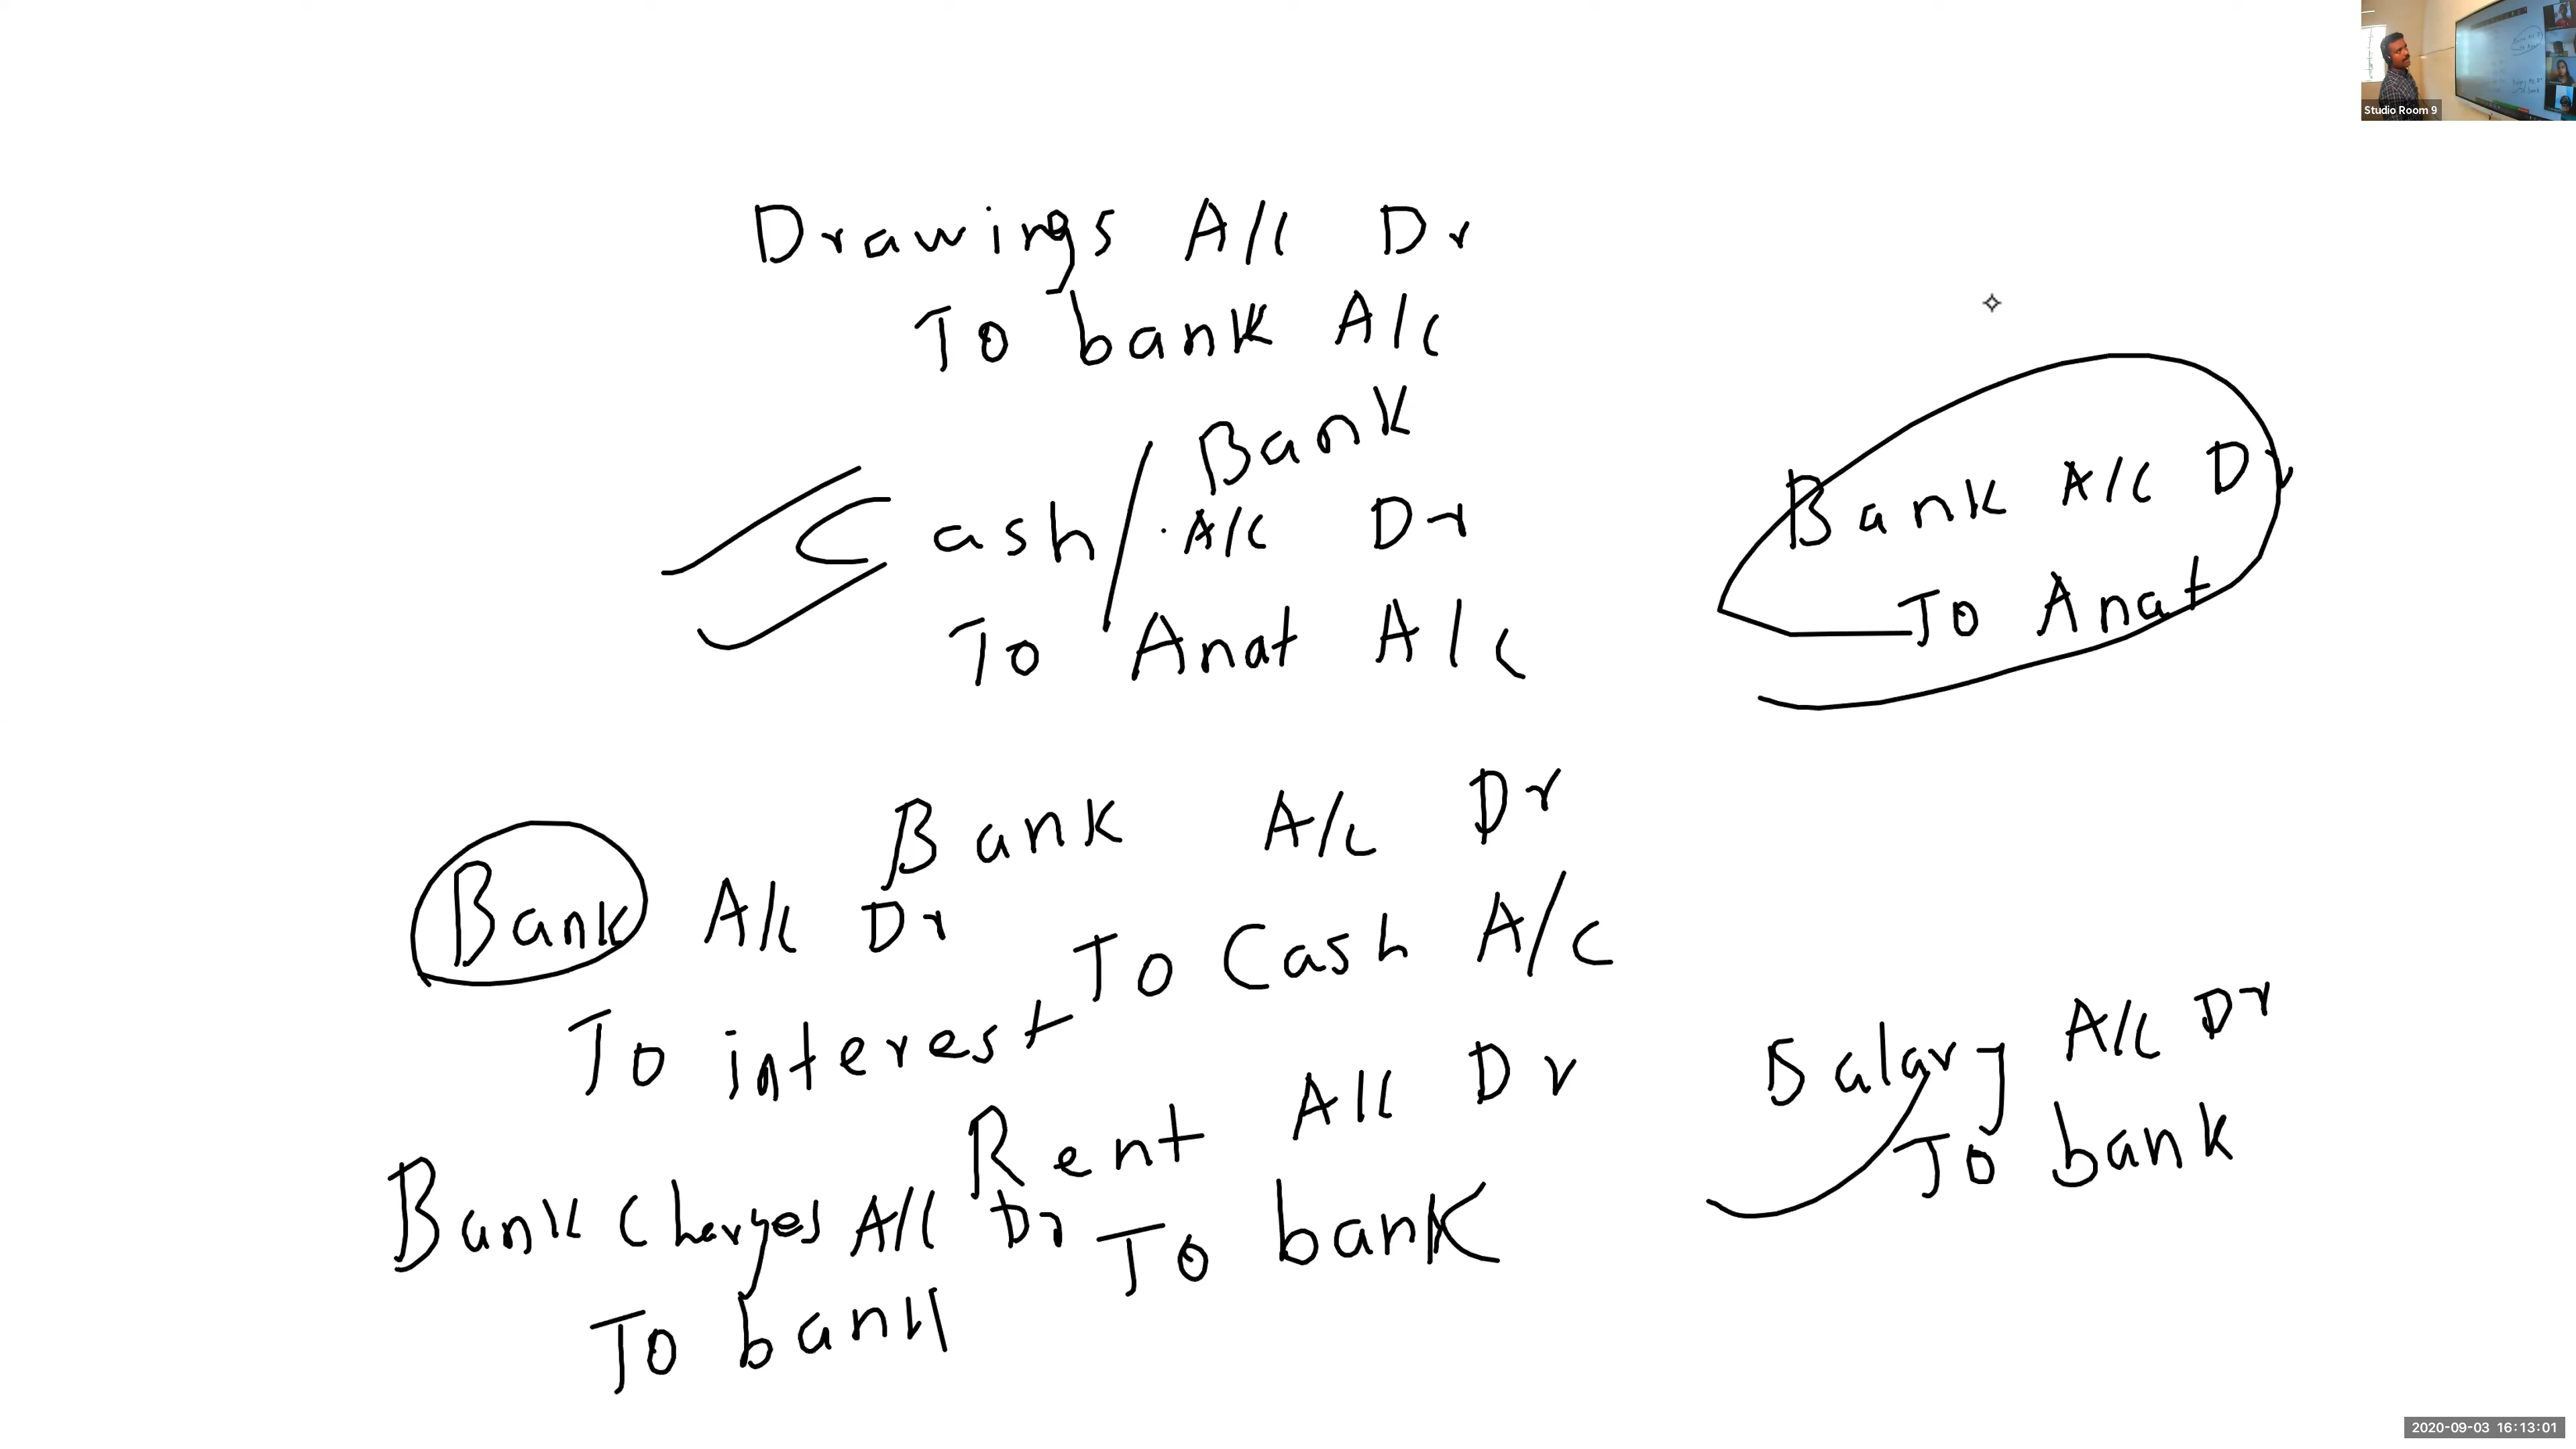 Studio Room 9
Drawings A/c Dr
To bank A/c
Cash/Bank A/c Dr
To Anat A/c
Bank A/c Dr
To Anat
Bank A/c Dr
To Cash A/c
Bank A/c Dr
To interest
Rent A/c Dr
To bank
Salary A/c Dr
To bank
Bank Charges A/c Dr
To bank
2020-09-03 16:13:01